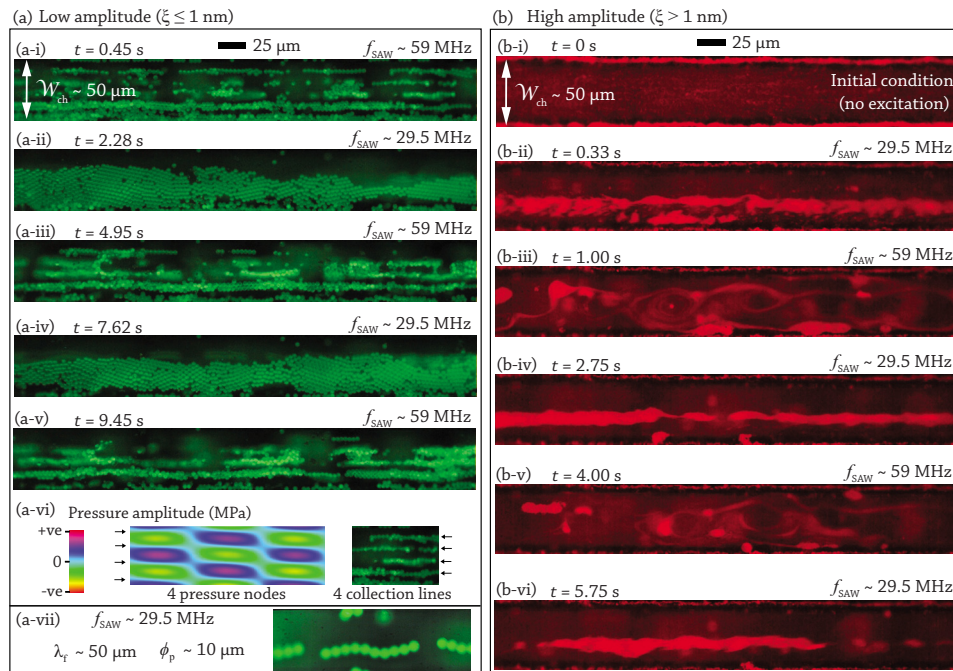 (a) Low amplitude (ξ ≤ 1 nm)
(a-i) t = 0.45 s 25 μm f_SAW ~ 59 MHz
W_ch ~ 50 μm
(a-ii) t = 2.28 s f_SAW ~ 29.5 MHz
(a-iii) t = 4.95 s f_SAW ~ 59 MHz
(a-iv) t = 7.62 s f_SAW ~ 29.5 MHz
(a-v) t = 9.45 s f_SAW ~ 59 MHz
(a-vi) Pressure amplitude (MPa)
+ve
0
-ve
4 pressure nodes 4 collection lines
(a-vii) f_SAW ~ 29.5 MHz
λ_f ~ 50 μm ϕ_p ~ 10 μm
(b) High amplitude (ξ > 1 nm)
(b-i) t = 0 s 25 μm
W_ch ~ 50 μm
Initial condition
(no excitation)
(b-ii) t = 0.33 s f_SAW ~ 29.5 MHz
(b-iii) t = 1.00 s f_SAW ~ 59 MHz
(b-iv) t = 2.75 s f_SAW ~ 29.5 MHz
(b-v) t = 4.00 s f_SAW ~ 59 MHz
(b-vi) t = 5.75 s f_SAW ~ 29.5 MHz